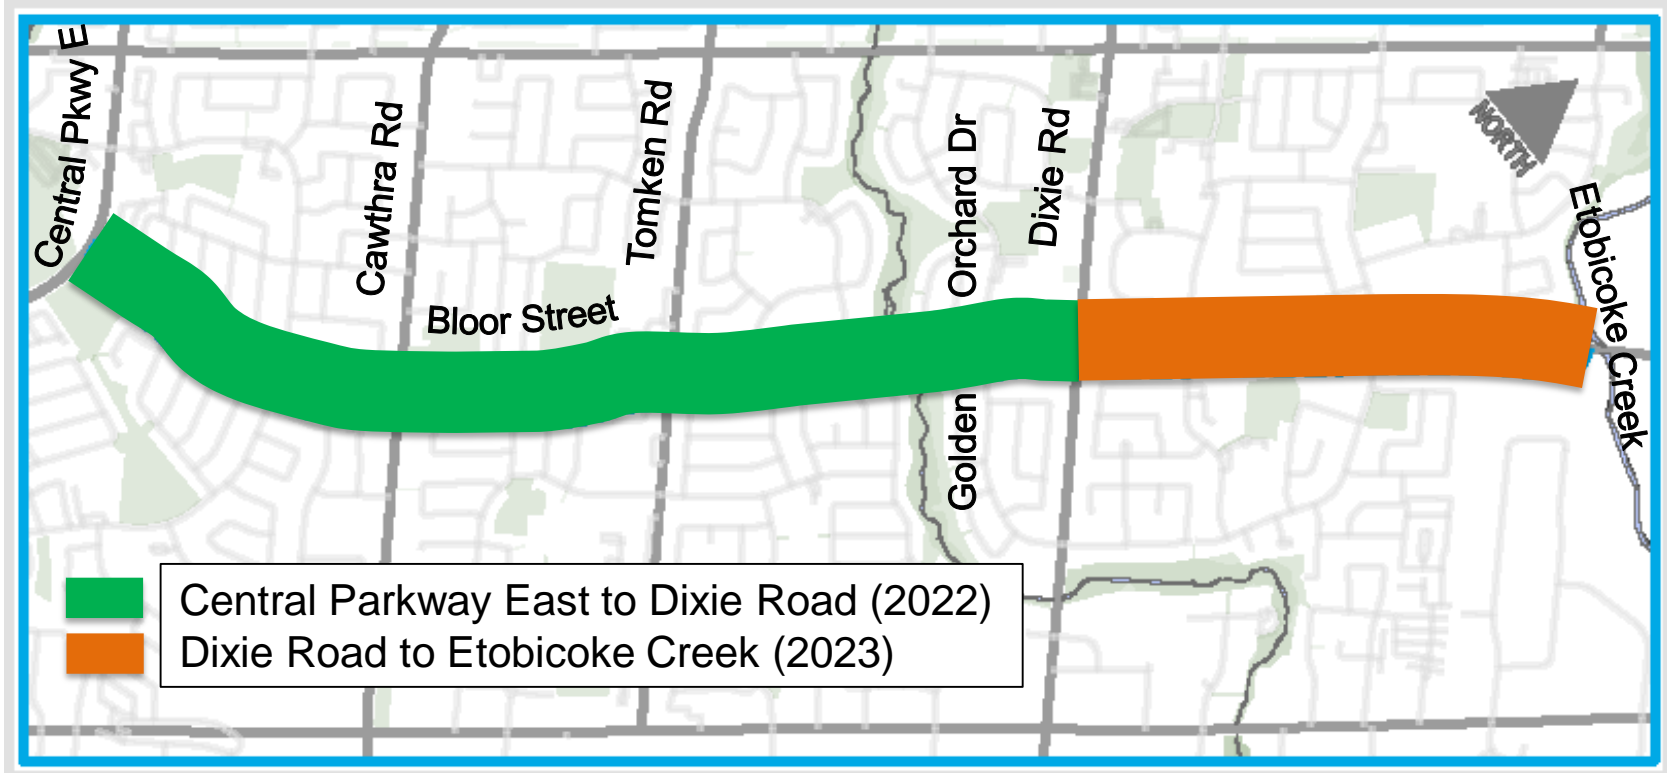 Central Pkwy E
Cawthra Rd
Tomken Rd
Golden Orchard Dr
Dixie Rd
NORTH
Etobicoke Creek
Bloor Street
Central Parkway East to Dixie Road (2022)
Dixie Road to Etobicoke Creek (2023)